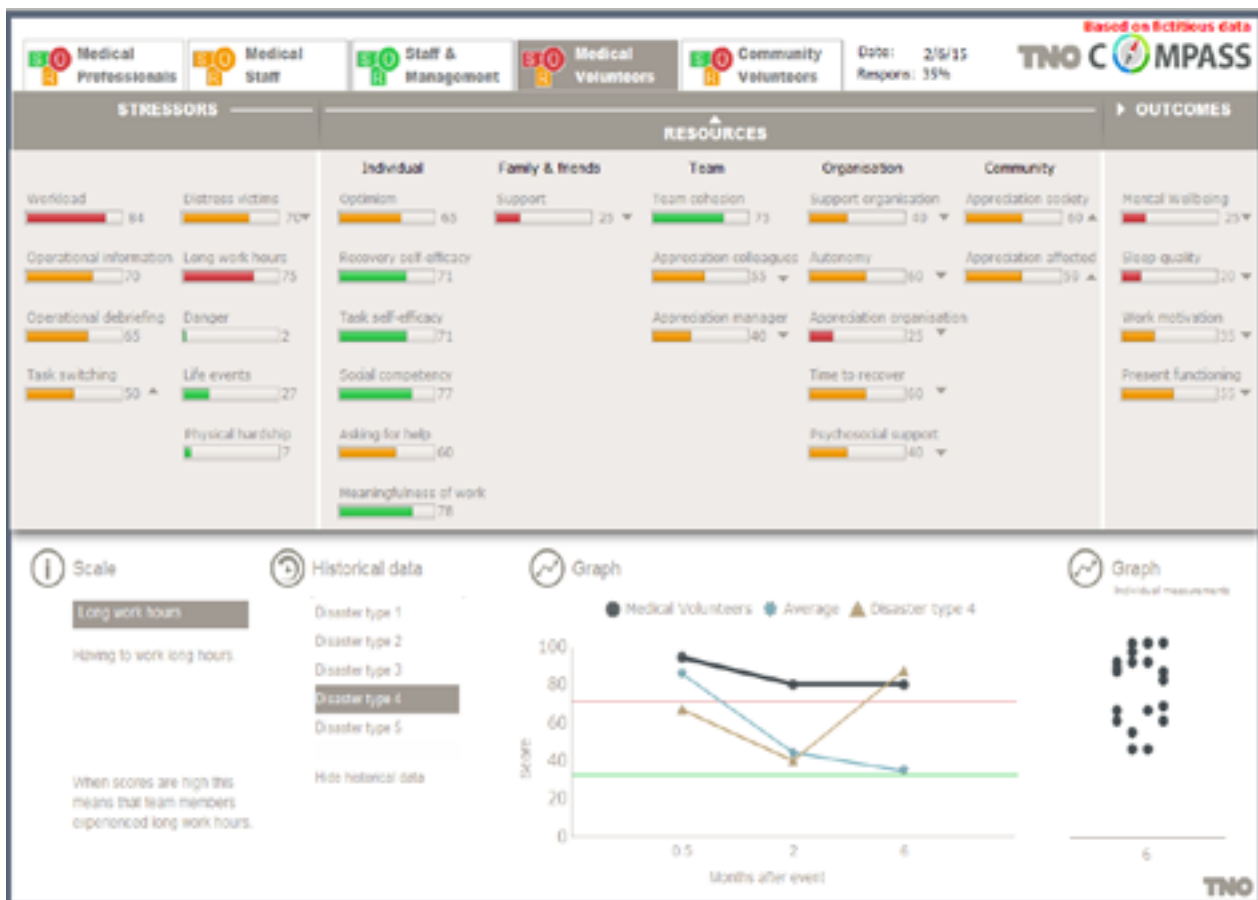 Based on fictitious data
S O R Medical Professionals
S O R Medical Staff
S O R Staff & Management
S O R Medical Volunteers
S O R Community Volunteers
Date: 2/6/15
Respons: 35%
TNO COMPASS
STRESSORS
RESOURCES
OUTCOMES
Individual
Family & friends
Team
Organisation
Community
Workload
84
Operational information
70
Operational debriefing
65
Task switching
50
Distress victims
70
Long work hours
75
Danger
2
Life events
27
Physical hardship
7
Optimism
65
Recovery self-efficacy
71
Task self-efficacy
71
Social competency
77
Asking for help
60
Meaningfulness of work
78
Support
25
Team cohesion
75
Appreciation colleagues
55
Appreciation manager
40
Support organisation
40
Autonomy
60
Appreciation organisation
25
Time to recover
60
Psychosocial support
40
Appreciation society
60
Appreciation affected
59
Mental Wellbeing
25
Sleep quality
20
Work motivation
35
Present functioning
55
Scale
Long work hours
Having to work long hours.
When scores are high this
means that team members
experienced long work hours.
Historical data
Disaster type 1
Disaster type 2
Disaster type 3
Disaster type 4
Disaster type 5
Hide historical data
Graph
Medical Volunteers Average Disaster type 4
100
80
60
40
20
0
Score
0.5 2 6
Months after event
Graph
Individual measurements
6
TNO